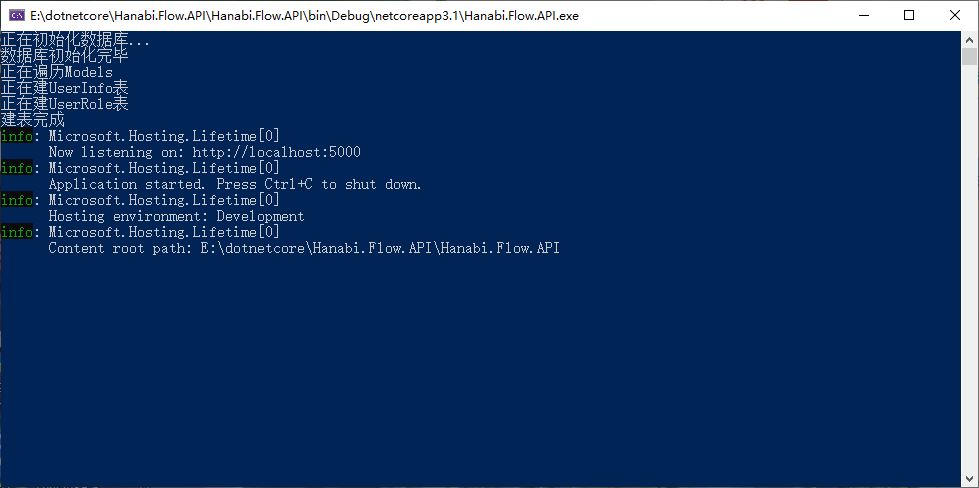 E:\dotnetcore\Hanabi.Flow.API\Hanabi.Flow.API\bin\Debug\netcoreapp3.1\Hanabi.Flow.API.exe
正在初始化数据库...
数据库初始化完毕
正在遍历Models
正在建UserInfo表
正在建UserRole表
建表完成
info: Microsoft.Hosting.Lifetime[0]
Now listening on: http://localhost:5000
info: Microsoft.Hosting.Lifetime[0]
Application started. Press Ctrl+C to shut down.
info: Microsoft.Hosting.Lifetime[0]
Hosting environment: Development
info: Microsoft.Hosting.Lifetime[0]
Content root path: E:\dotnetcore\Hanabi.Flow.API\Hanabi.Flow.API